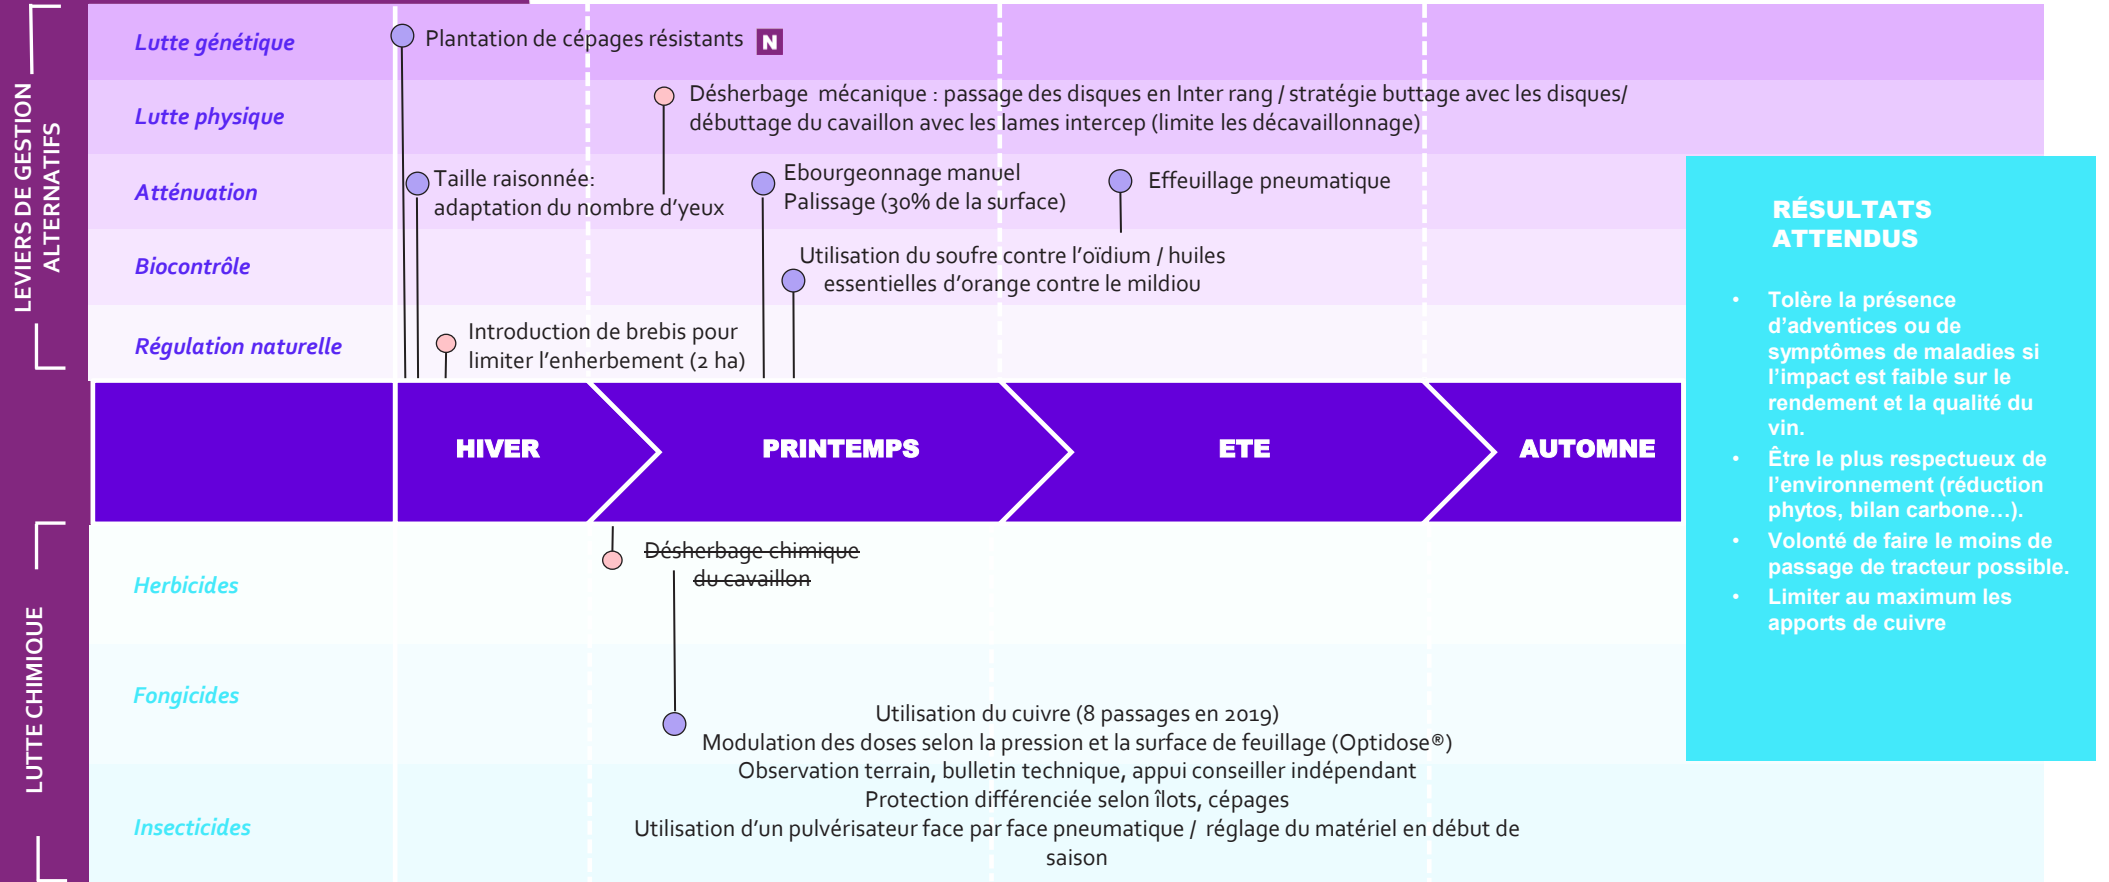 LEVIERS DE GESTION
ALTERNATIFS
Lutte génétique
Plantation de cépages résistants N
Lutte physique
Désherbage mécanique : passage des disques en Inter rang / stratégie buttage avec les disques/
débuttage du cavaillon avec les lames intercep (limite les décavaillonnage)
Atténuation
Taille raisonnée:
adaptation du nombre d'yeux
Ebourgeonnage manuel
Palissage (30% de la surface)
Effeuillage pneumatique
Biocontrôle
Utilisation du soufre contre l'oïdium / huiles
essentielles d'orange contre le mildiou
Régulation naturelle
Introduction de brebis pour
limiter l'enherbement (2 ha)
HIVER
PRINTEMPS
ETE
AUTOMNE
LUTTE CHIMIQUE
Herbicides
Désherbage chimique
du cavaillon
Fongicides
Utilisation du cuivre (8 passages en 2019)
Modulation des doses selon la pression et la surface de feuillage (Optidose®)
Observation terrain, bulletin technique, appui conseiller indépendant
Protection différenciée selon îlots, cépages
Utilisation d'un pulvérisateur face par face pneumatique / réglage du matériel en début de
saison
Insecticides
RÉSULTATS
ATTENDUS
• Tolère la présence
d'adventices ou de
symptômes de maladies si
l'impact est faible sur le
rendement et la qualité du
vin.
• Être le plus respectueux de
l'environnement (réduction
phytos, bilan carbone...).
• Volonté de faire le moins de
passage de tracteur possible.
• Limiter au maximum les
apports de cuivre